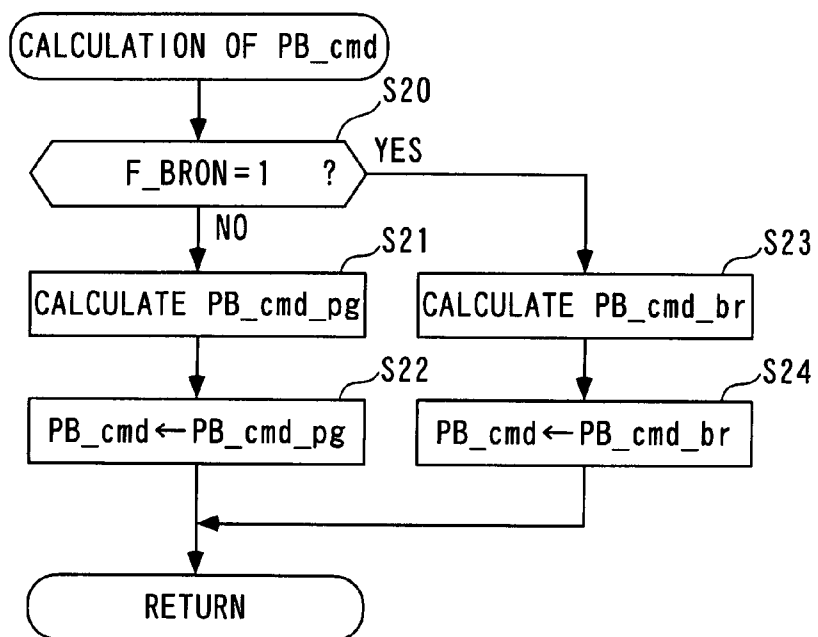 CALCULATION OF PB_cmd
S20
F_BRON=1 ?
YES
NO
S21
CALCULATE PB_cmd_pg
S23
CALCULATE PB_cmd_br
S22
PB_cmd←PB_cmd_pg
S24
PB_cmd←PB_cmd_br
RETURN